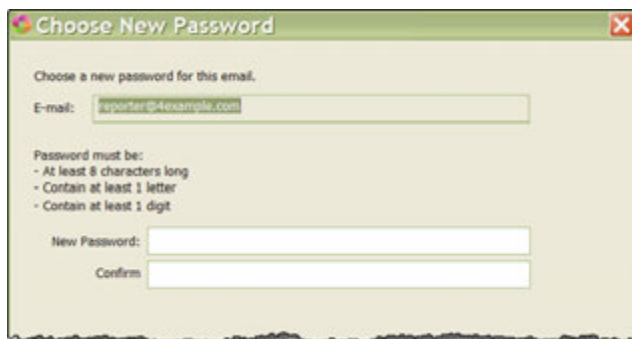 Choose New Password
Choose a new password for this email.
E-mail: reporter@4example.com
Password must be:
- At least 8 characters long
- Contain at least 1 letter
- Contain at least 1 digit
New Password:
Confirm